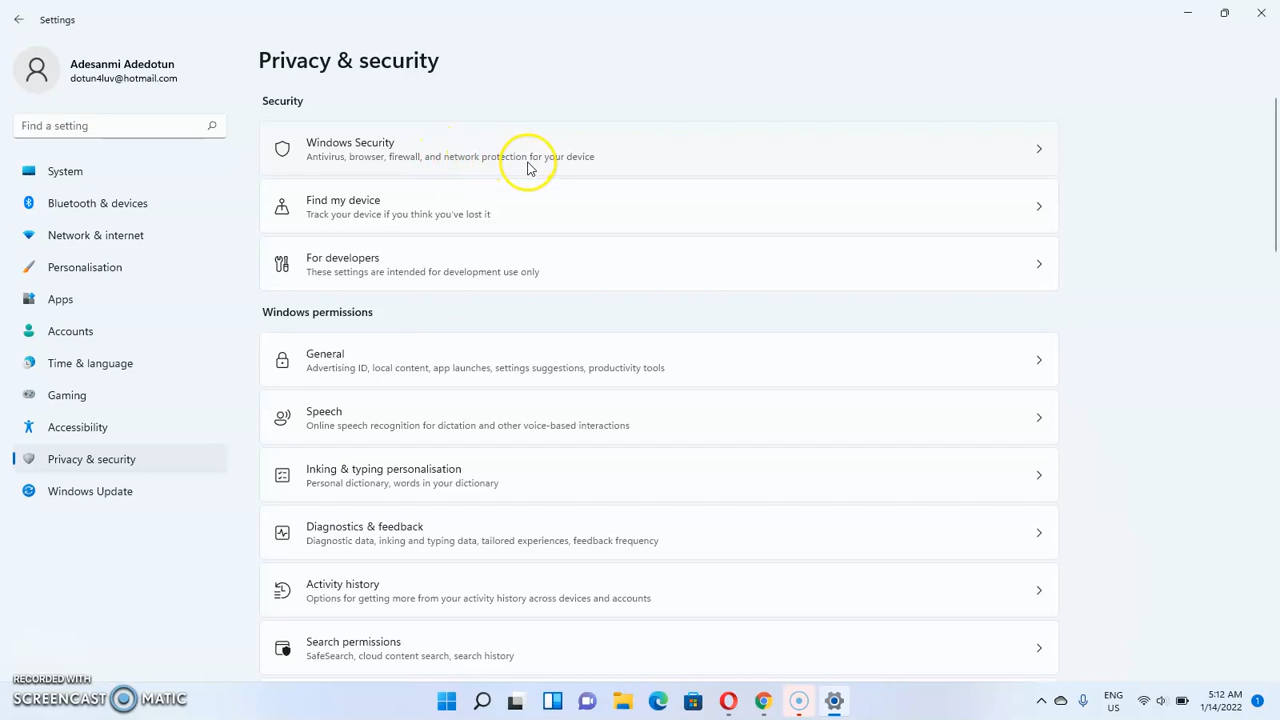 Settings
Adesanmi Adedotun
dotun4luv@hotmail.com
Find a setting
System
Bluetooth & devices
Network & internet
Personalisation
Apps
Accounts
Time & language
Gaming
Accessibility
Privacy & security
Windows Update
Privacy & security
Security
Windows Security
Antivirus, browser, firewall, and network protection for your device
Find my device
Track your device if you think you've lost it
For developers
These settings are intended for development use only
Windows permissions
General
Advertising ID, local content, app launches, settings suggestions, productivity tools
Speech
Online speech recognition for dictation and other voice-based interactions
Inking & typing personalisation
Personal dictionary, words in your dictionary
Diagnostics & feedback
Diagnostic data, inking and typing data, tailored experiences, feedback frequency
Activity history
Options for getting more from your activity history across devices and accounts
Search permissions
SafeSearch, cloud content search, search history
RECORDED WITH
SCREENCAST MATIC
ENG
US
5:12 AM
1/14/2022
1